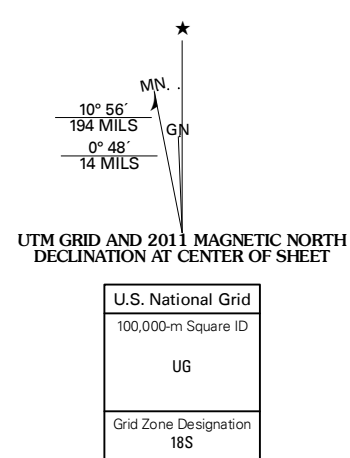 ★
MN
10° 56´
194 MILS
GN
0° 48´
14 MILS
UTM GRID AND 2011 MAGNETIC NORTH
DECLINATION AT CENTER OF SHEET
U.S. National Grid
100,000-m Square ID
UG
Grid Zone Designation
18S